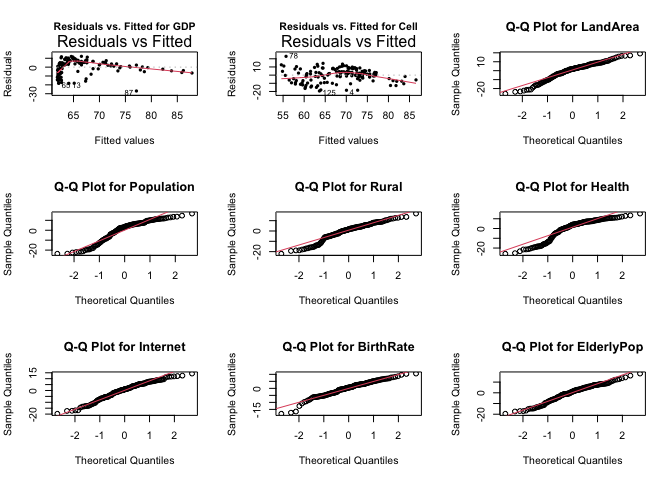 Residuals vs. Fitted for GDP
Residuals vs Fitted
Residuals
0
-30
87
65 70 75 80 85
Fitted values
Residuals vs. Fitted for Cell
Residuals vs Fitted
Residuals
10
-20
78
125
4
55 60 65 70 75 80 85
Fitted values
Q-Q Plot for LandArea
Sample Quantiles
10
-20
-2 -1 0 1 2
Theoretical Quantiles
Q-Q Plot for Population
Sample Quantiles
0
-20
-2 -1 0 1 2
Theoretical Quantiles
Q-Q Plot for Rural
Sample Quantiles
0
-20
-2 -1 0 1 2
Theoretical Quantiles
Q-Q Plot for Health
Sample Quantiles
0
-20
-2 -1 0 1 2
Theoretical Quantiles
Q-Q Plot for Internet
Sample Quantiles
15
0
-20
-2 -1 0 1 2
Theoretical Quantiles
Q-Q Plot for BirthRate
Sample Quantiles
0
-15
-2 -1 0 1 2
Theoretical Quantiles
Q-Q Plot for ElderlyPop
Sample Quantiles
0
-20
-2 -1 0 1 2
Theoretical Quantiles